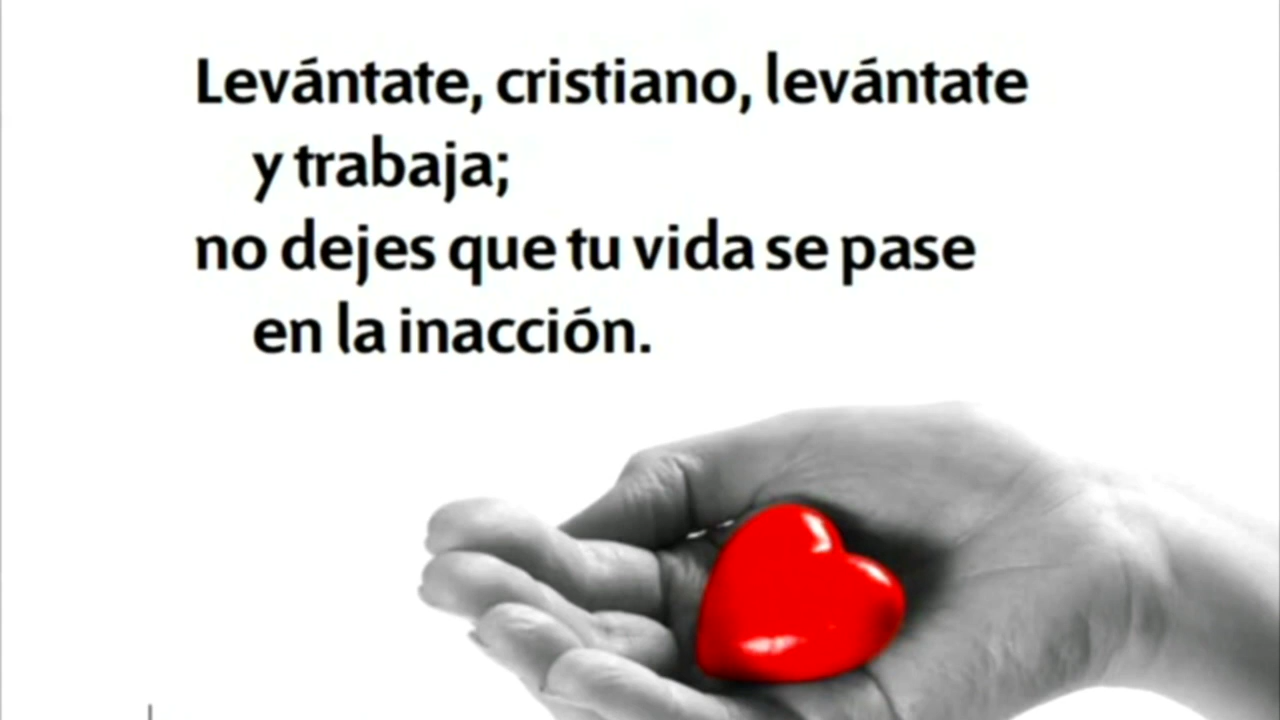 Levántate, cristiano, levántate
y trabaja;
no dejes que tu vida se pase
en la inacción.